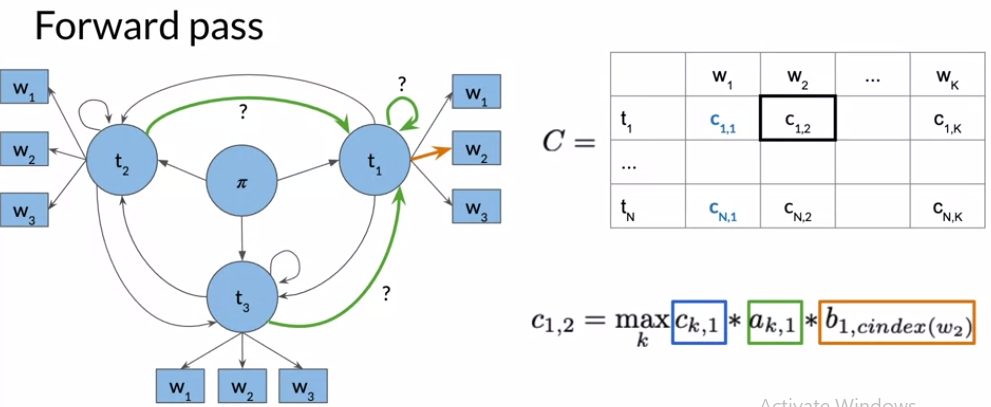 Forward pass
w1
w2
w3
t2
?
π
t1
?
w1
w2
w3
t3
?
w1
w2
w3
C =
w1 w2 ... wK
t1 c1,1 c1,2 c1,K
...
tN cN,1 cN,2 cN,K
c1,2 = max k ck,1 * ak,1 * b1,cindex(w2)
Activate Windows